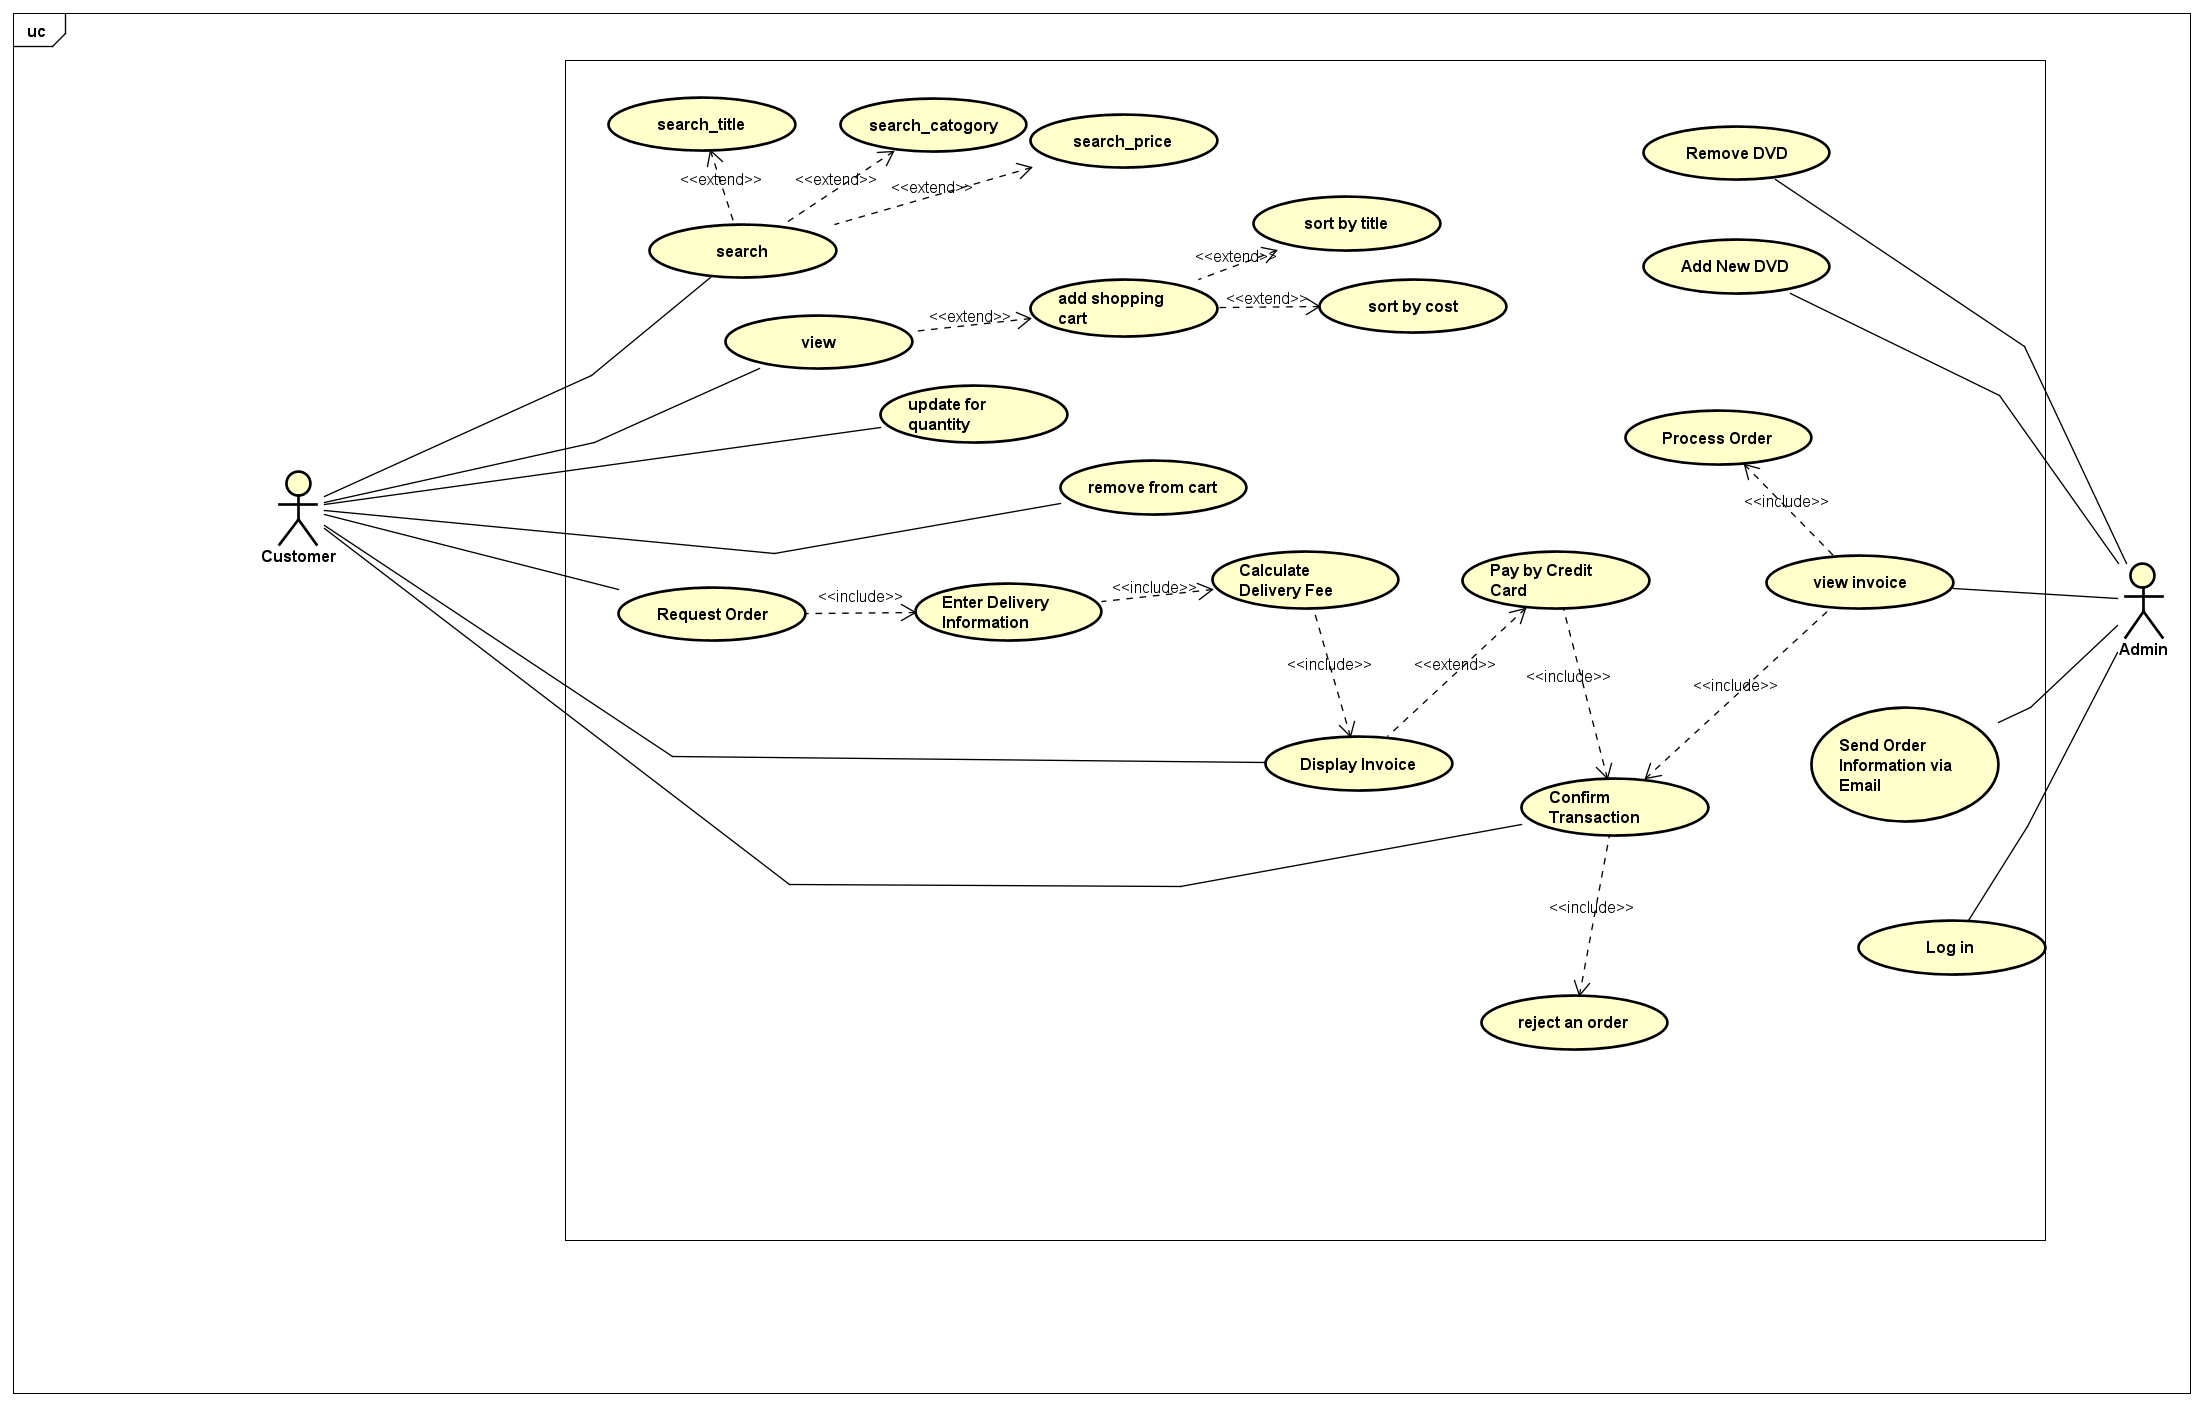 uc
search_title
search_catogory
search_price
<<extend>>
<<extend>>
<<extend>>
search
Remove DVD
sort by title
<<extend>>
Add New DVD
add shopping
cart
<<extend>>
sort by cost
<<extend>>
view
update for
quantity
Process Order
remove from cart
<<include>>
Customer
Calculate
Delivery Fee
Pay by Credit
Card
view invoice
<<include>>
<<include>>
Enter Delivery
Information
Request Order
Admin
<<include>>
<<extend>>
<<include>>
<<include>>
Send Order
Information via
Email
Display Invoice
Confirm
Transaction
<<include>>
Log in
reject an order